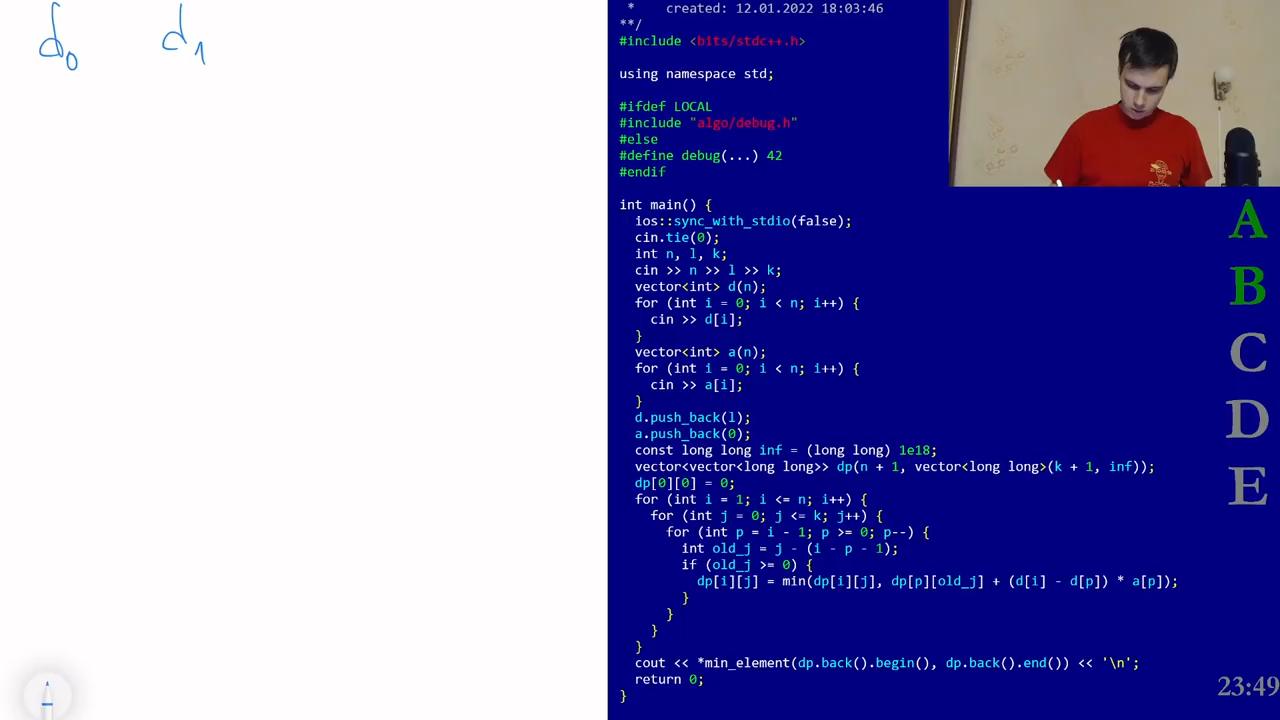 d0 d1
 *    created: 12.01.2022 18:03:46
**/
#include <bits/stdc++.h>

using namespace std;

#ifdef LOCAL
#include "algo/debug.h"
#else
#define debug(...) 42
#endif

int main() {
  ios::sync_with_stdio(false);
  cin.tie(0);
  int n, l, k;
  cin >> n >> l >> k;
  vector<int> d(n);
  for (int i = 0; i < n; i++) {
    cin >> d[i];
  }
  vector<int> a(n);
  for (int i = 0; i < n; i++) {
    cin >> a[i];
  }
  d.push_back(l);
  a.push_back(0);
  const long long inf = (long long) 1e18;
  vector<vector<long long>> dp(n + 1, vector<long long>(k + 1, inf));
  dp[0][0] = 0;
  for (int i = 1; i <= n; i++) {
    for (int j = 0; j <= k; j++) {
      for (int p = i - 1; p >= 0; p--) {
        int old_j = j - (i - p - 1);
        if (old_j >= 0) {
          dp[i][j] = min(dp[i][j], dp[p][old_j] + (d[i] - d[p]) * a[p]);
        }
      }
    }
  }
  cout << *min_element(dp.back().begin(), dp.back().end()) << '\n';
  return 0;
}
A
B
C
D
E
23:49